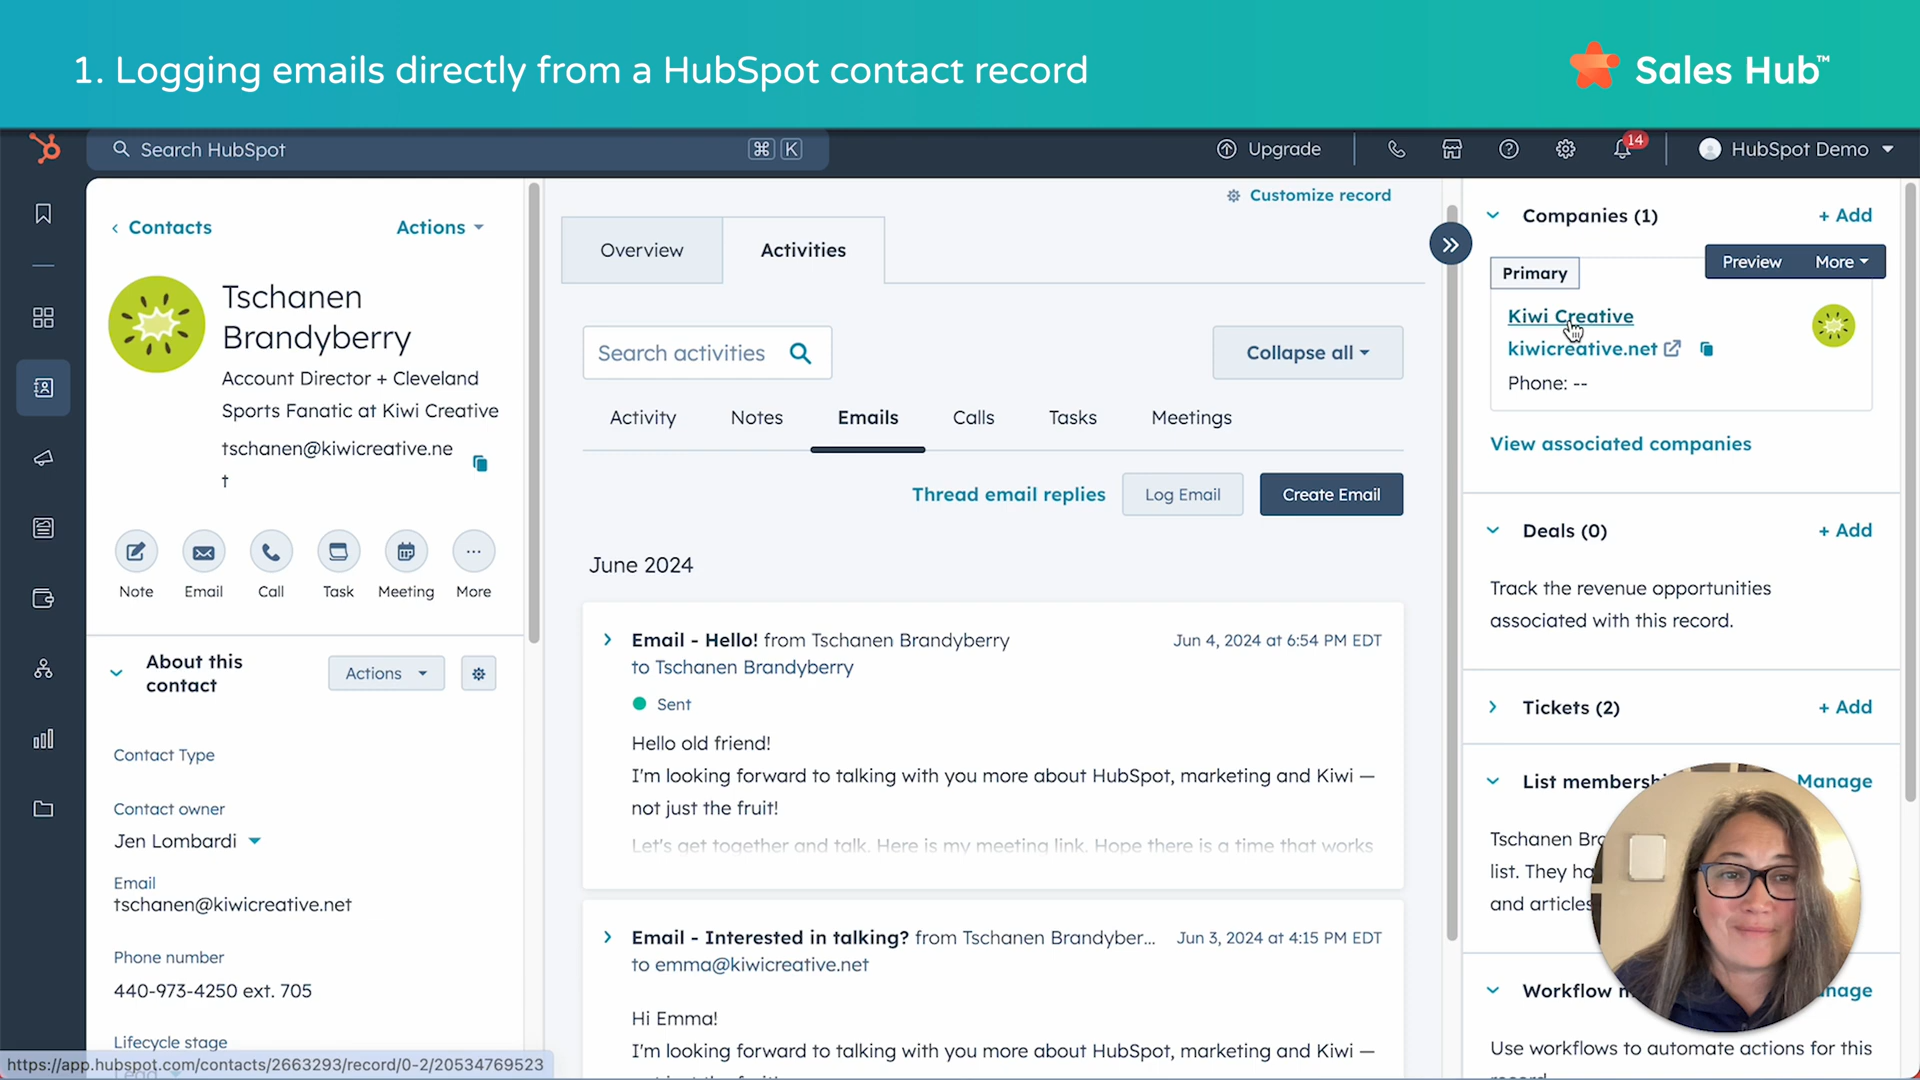 1. Logging emails directly from a HubSpot contact record
Sales Hub™
Search HubSpot
⌘ K
Upgrade
14
HubSpot Demo
Contacts
Actions
Tschanen
Brandyberry
Account Director + Cleveland
Sports Fanatic at Kiwi Creative
tschanen@kiwicreative.ne
t
Note
Email
Call
Task
Meeting
More
About this
contact
Actions
Contact Type
Contact owner
Jen Lombardi
Email
tschanen@kiwicreative.net
Phone number
440-973-4250 ext. 705
Lifecycle stage
https://app.hubspot.com/contacts/2663293/record/0-2/20534769523
Customize record
Overview
Activities
Search activities
Collapse all
Activity
Notes
Emails
Calls
Tasks
Meetings
Thread email replies
Log Email
Create Email
June 2024
Email - Hello! from Tschanen Brandyberry
to Tschanen Brandyberry
Jun 4, 2024 at 6:54 PM EDT
Sent
Hello old friend!
I'm looking forward to talking with you more about HubSpot, marketing and Kiwi —
not just the fruit!
Let's get together and talk. Here is my meeting link. Hope there is a time that works
Email - Interested in talking? from Tschanen Brandyber...
to emma@kiwicreative.net
Jun 3, 2024 at 4:15 PM EDT
Hi Emma!
I'm looking forward to talking with you more about HubSpot, marketing and Kiwi —
Companies (1)
+ Add
Preview
More
Primary
Kiwi Creative
kiwicreative.net
Phone: --
View associated companies
Deals (0)
+ Add
Track the revenue opportunities
associated with this record.
Tickets (2)
+ Add
List membershi
Manage
Tschanen Bra
list. They ha
and articles
Workflow
nage
Use workflows to automate actions for this